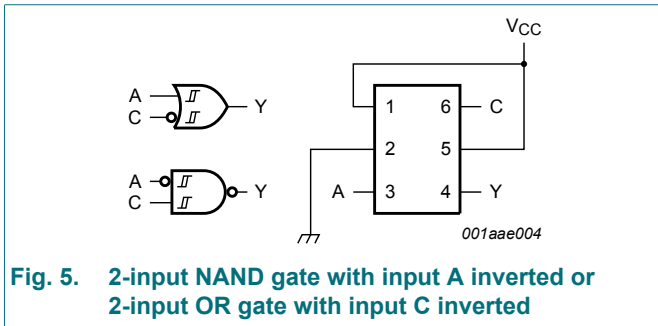 VCC
A
C
Y
A
C
Y
1 6 C
2 5
A 3 4 Y
001aae004
Fig. 5. 2-input NAND gate with input A inverted or
2-input OR gate with input C inverted